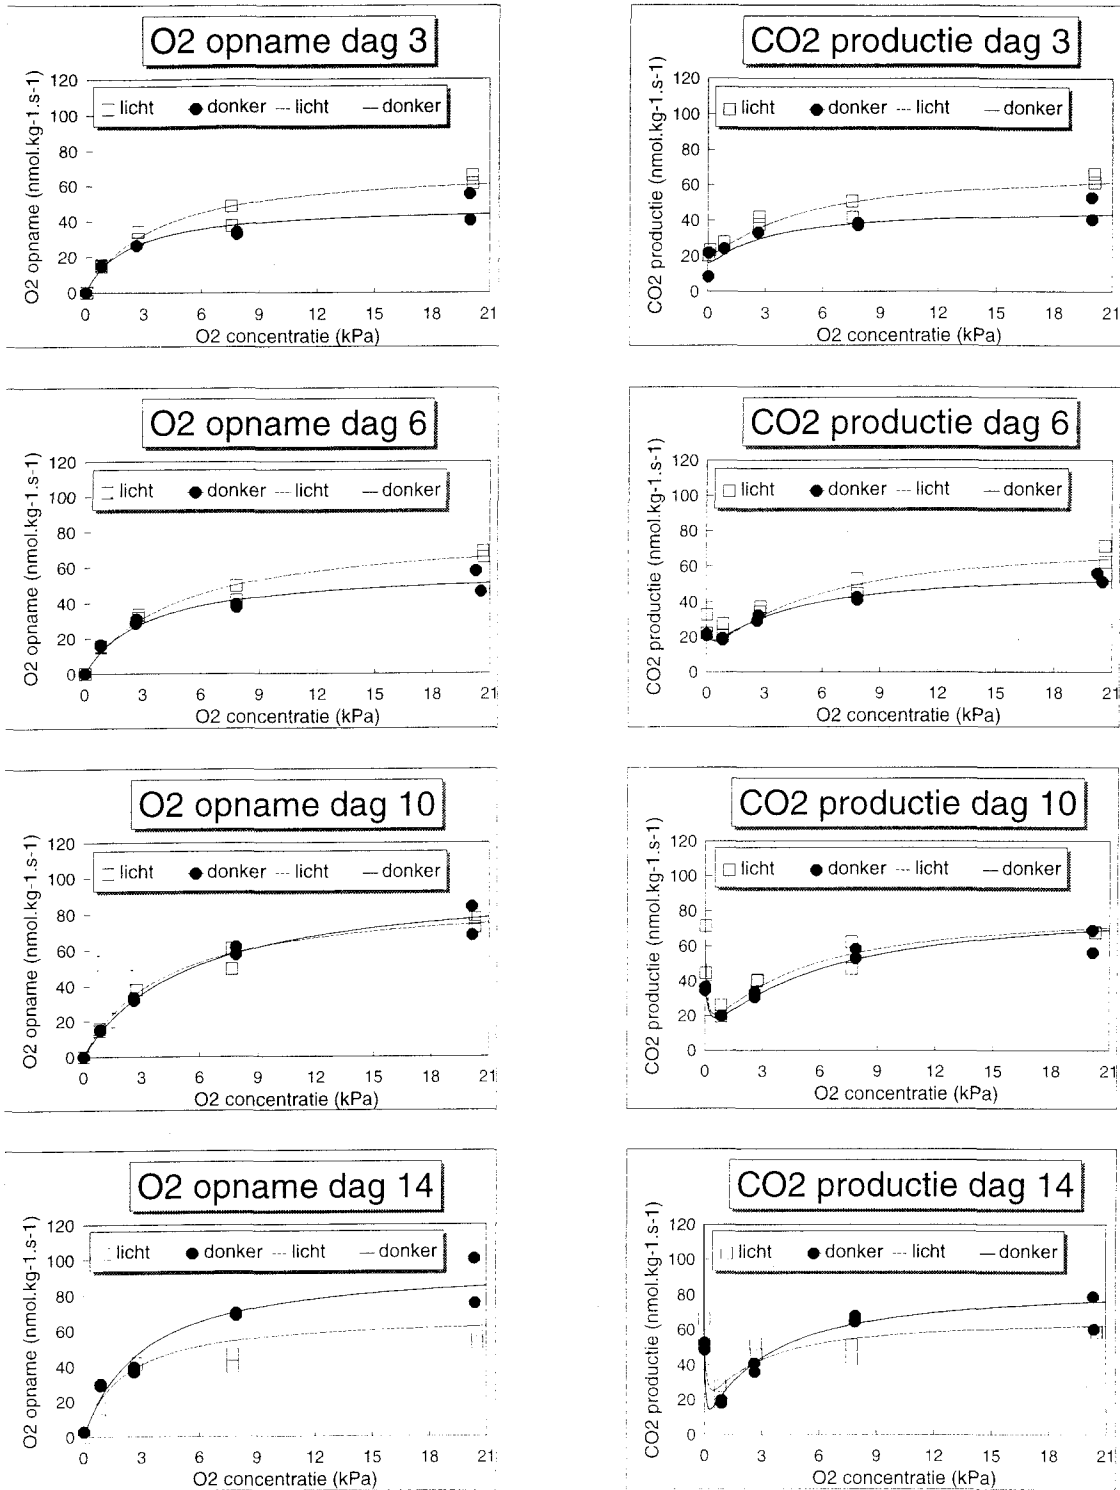 O2 opname dag 3
O2 opname (nmol.kg-1.s-1)
120
100
80
60
40
20
0
licht donker licht donker
0 3 6 9 12 15 18 21
O2 concentratie (kPa)
CO2 productie dag 3
CO2 productie (nmol.kg-1.s-1)
120
100
80
60
40
20
0
licht donker licht donker
0 3 6 9 12 15 18 21
O2 concentratie (kPa)
O2 opname dag 6
O2 opname (nmol.kg-1.s-1)
120
100
80
60
40
20
0
licht donker licht donker
0 3 6 9 12 15 18 21
O2 concentratie (kPa)
CO2 productie dag 6
CO2 productie (nmol.kg-1.s-1)
120
100
80
60
40
20
0
licht donker licht donker
0 3 6 9 12 15 18 21
O2 concentratie (kPa)
O2 opname dag 10
O2 opname (nmol.kg-1.s-1)
120
100
80
60
40
20
0
licht donker licht donker
0 3 6 9 12 15 18 21
O2 concentratie (kPa)
CO2 productie dag 10
CO2 productie (nmol.kg-1.s-1)
120
100
80
60
40
20
0
licht donker licht donker
0 3 6 9 12 15 18 21
O2 concentratie (kPa)
O2 opname dag 14
O2 opname (nmol.kg-1.s-1)
120
100
80
60
40
20
0
licht donker licht donker
0 3 6 9 12 15 18 21
O2 concentratie (kPa)
CO2 productie dag 14
CO2 productie (nmol.kg-1.s-1)
120
100
80
60
40
20
0
licht donker licht donker
0 3 6 9 12 15 18 21
O2 concentratie (kPa)